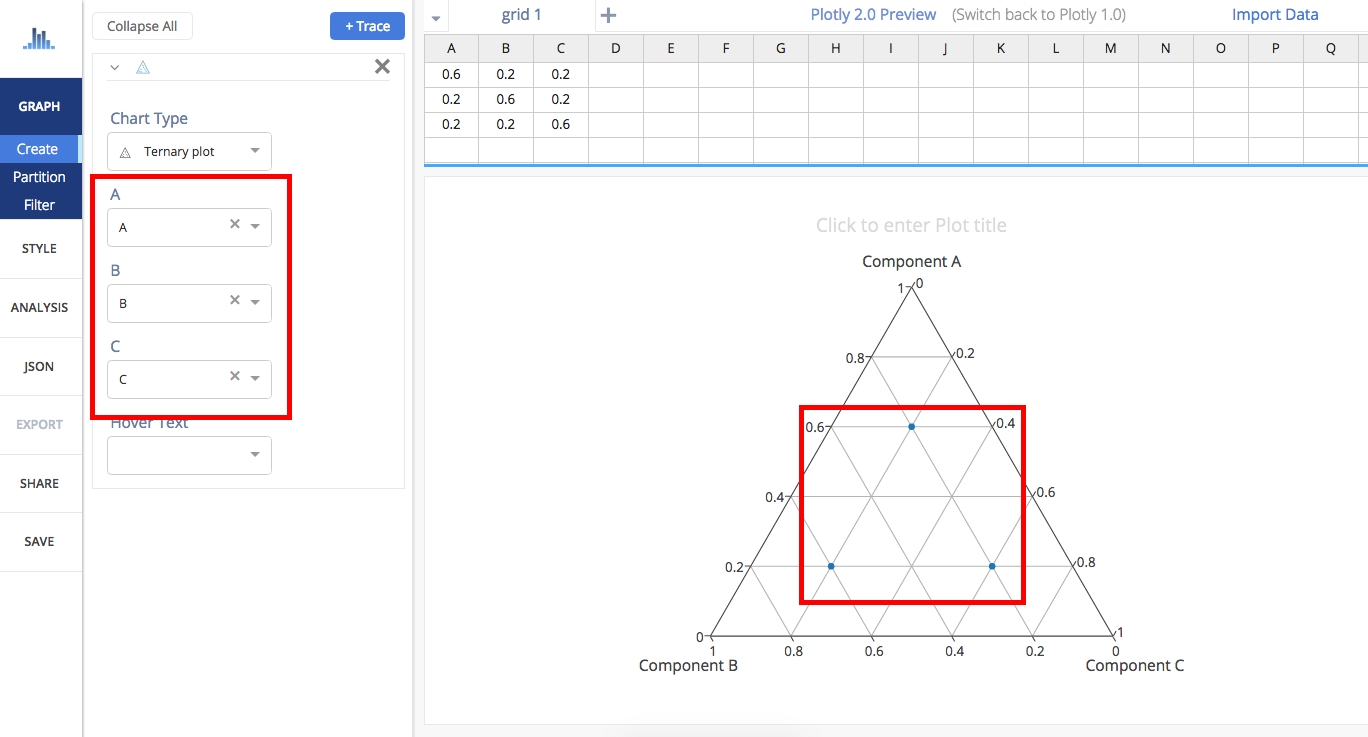 Collapse All
+ Trace
GRAPH
Create
Partition
Filter
STYLE
ANALYSIS
JSON
EXPORT
SHARE
SAVE
Chart Type
Ternary plot
A
A
B
B
C
C
Hover Text
grid 1
Plotly 2.0 Preview (Switch back to Plotly 1.0) Import Data
A B C D E F G H I J K L M N O P Q
0.6 0.2 0.2
0.2 0.6 0.2
0.2 0.2 0.6
Click to enter Plot title
Component A
1 0
0.8 0.2
0.6 0.4
0.4 0.6
0.2 0.8
0 1
1 0.8 0.6 0.4 0.2 0
Component B Component C